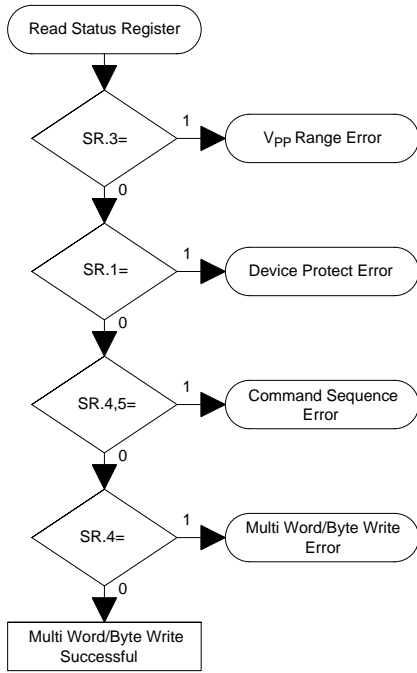 Read Status Register
SR.3=
1
VPP Range Error
0
SR.1=
1
Device Protect Error
0
SR.4,5=
1
Command Sequence
Error
0
SR.4=
1
Multi Word/Byte Write
Error
0
Multi Word/Byte Write
Successful